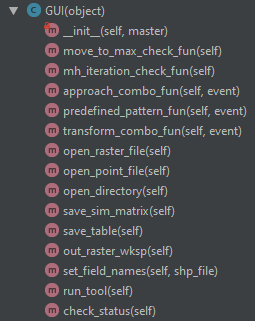 C GUI(object)
m __init__(self, master)
m move_to_max_check_fun(self)
m mh_iteration_check_fun(self)
m approach_combo_fun(self, event)
m predefined_pattern_fun(self, event)
m transform_combo_fun(self, event)
m open_raster_file(self)
m open_point_file(self)
m open_directory(self)
m save_sim_matrix(self)
m save_table(self)
m out_raster_wksp(self)
m set_field_names(self, shp_file)
m run_tool(self)
m check_status(self)